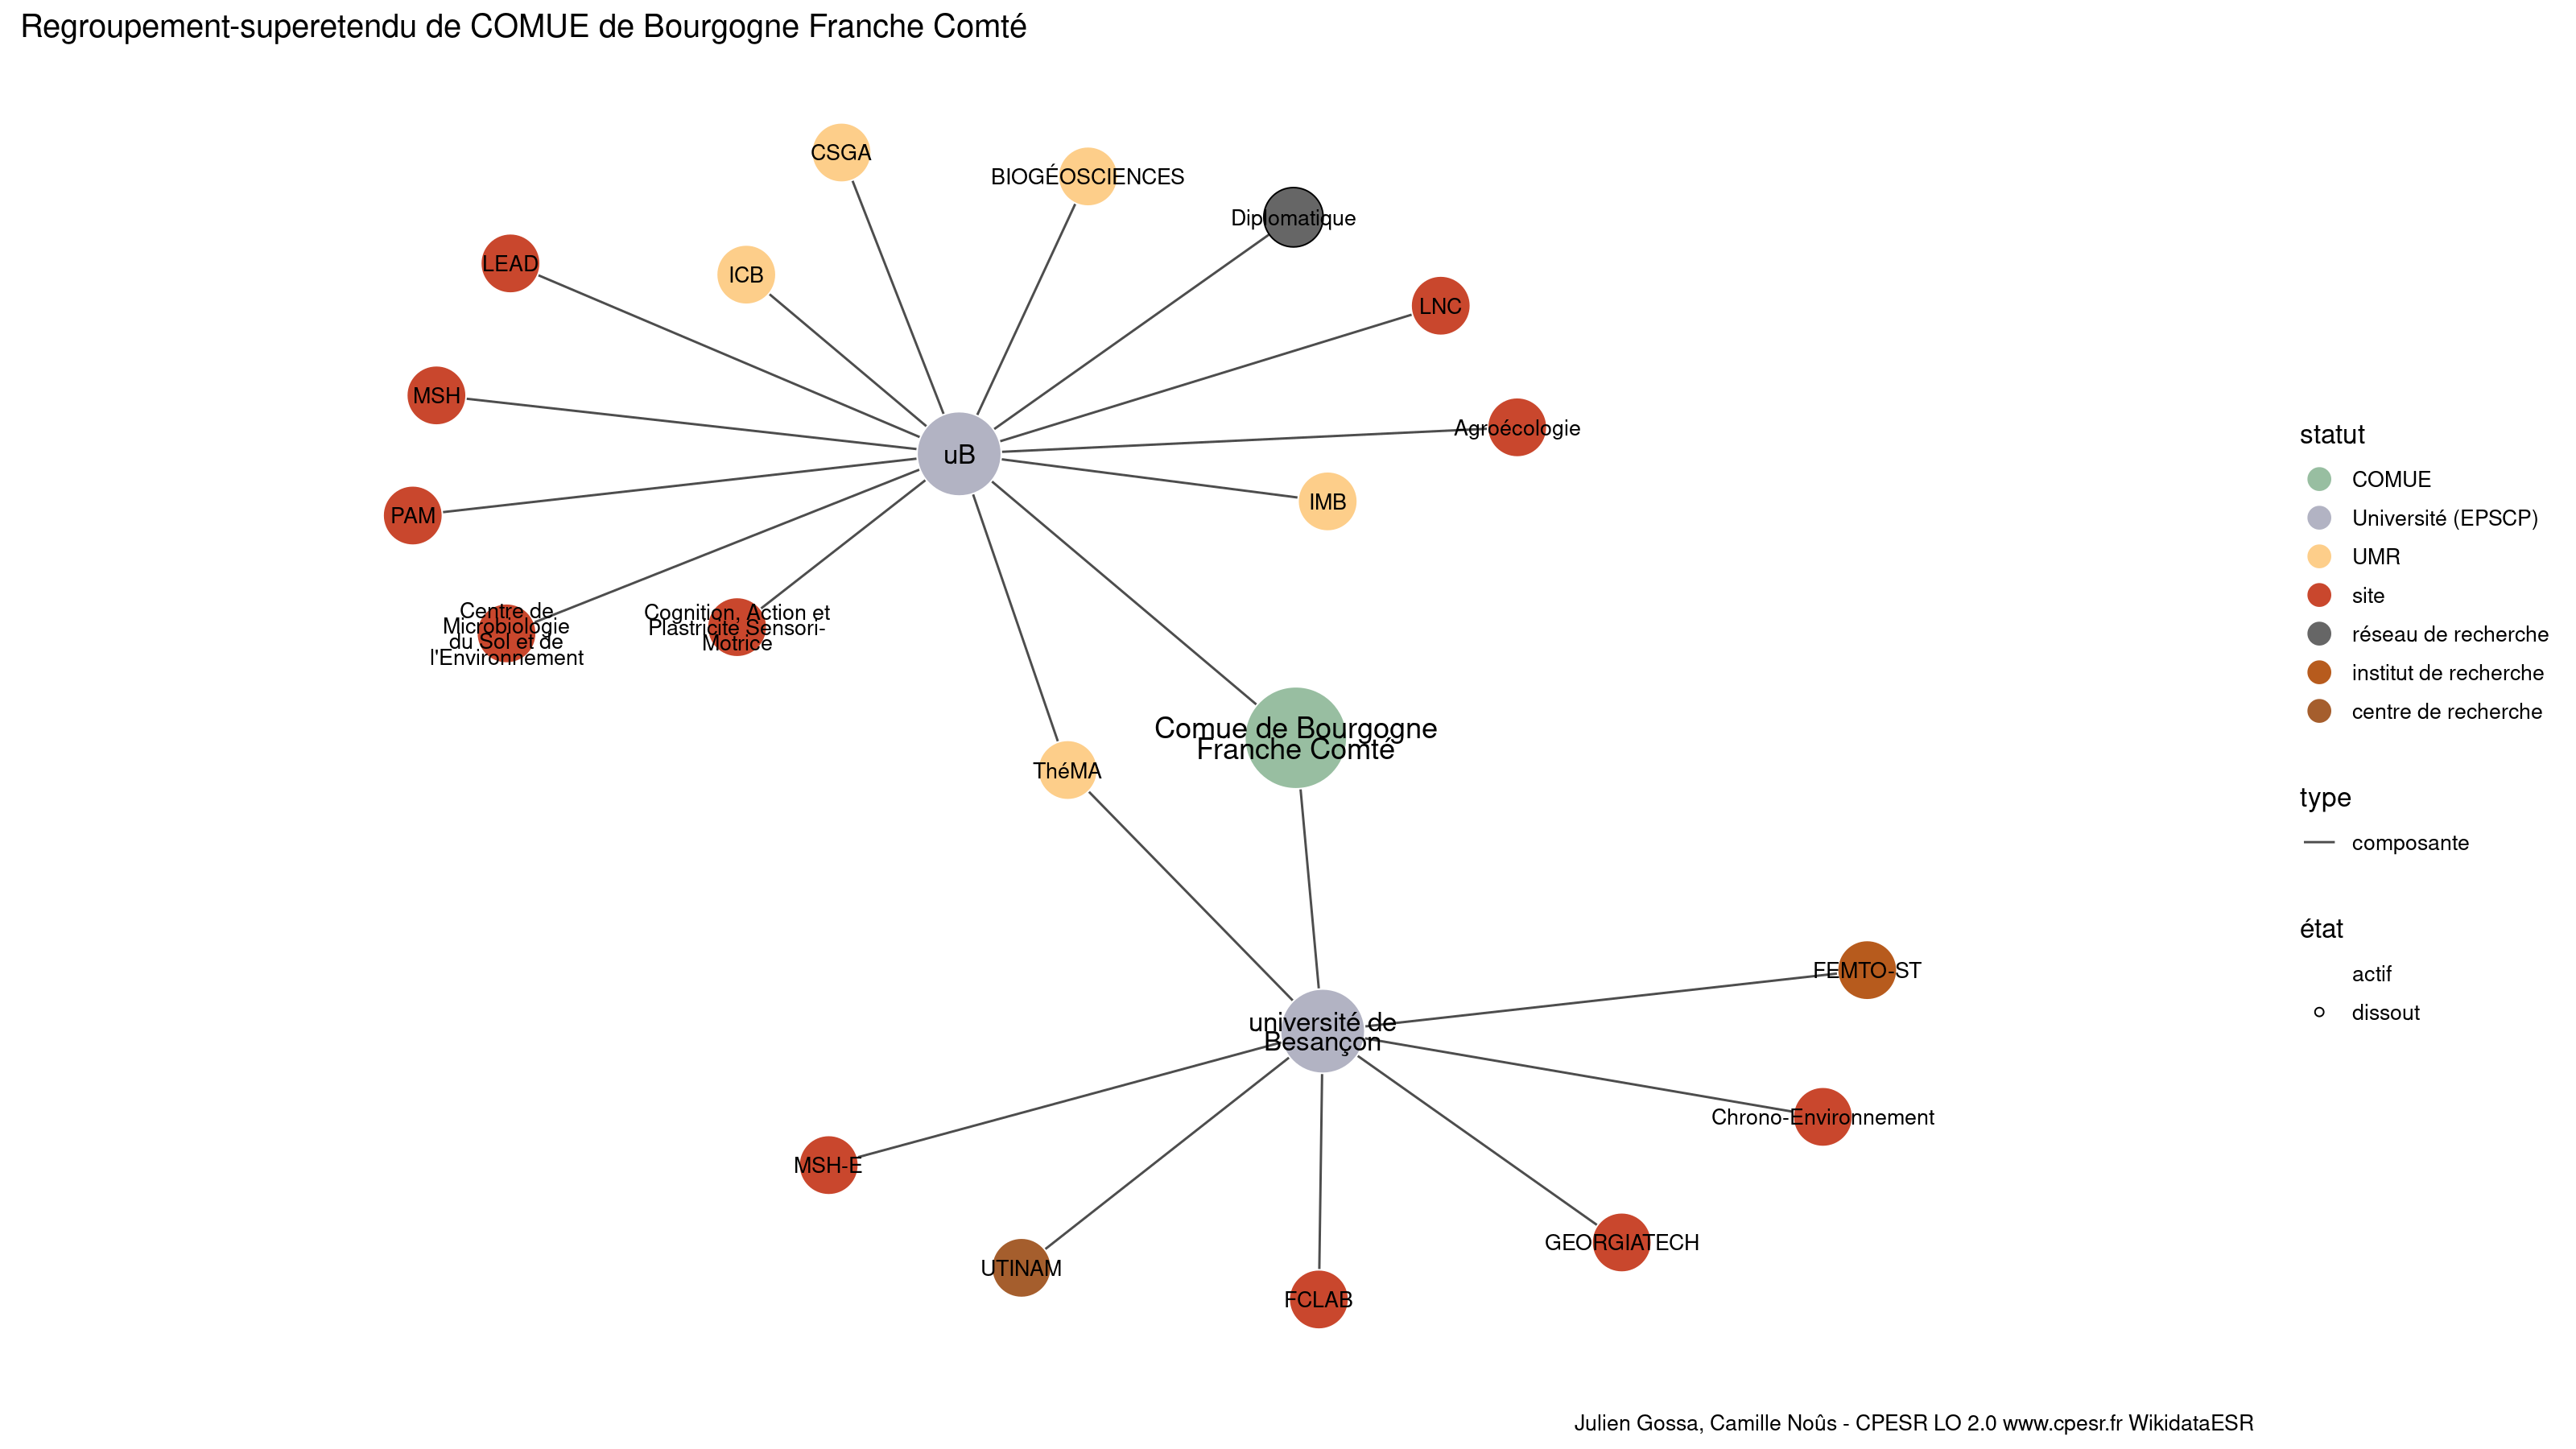 Regroupement-superetendu de COMUE de Bourgogne Franche Comté
CSGA
BIOGÉOSCIENCES
Diplomatique
LEAD
ICB
LNC
MSH
Agroécologie
uB
IMB
PAM
Centre de
Microbiologie
du Sol et de
l'Environnement
Cognition, Action et
Plasticité Sensori-
Motrice
Comue de Bourgogne
Franche Comté
ThéMA
FEMTO-ST
université de
Besançon
Chrono-Environnement
MSH-E
GEORGIATECH
UTINAM
FCLAB
statut
COMUE
Université (EPSCP)
UMR
site
réseau de recherche
institut de recherche
centre de recherche
type
composante
état
actif
dissout
Julien Gossa, Camille Noûs - CPESR LO 2.0 www.cpesr.fr WikidataESR